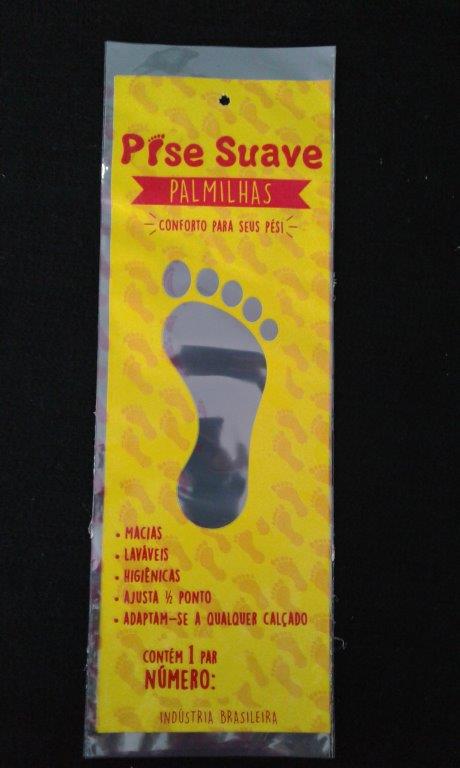 Pise Suave
PALMILHAS
CONFORTO PARA SEUS PÉS!
• MACIAS
• LAVÁVEIS
• HIGIÊNICAS
• AJUSTA ½ PONTO
• ADAPTAM-SE A QUALQUER CALÇADO
CONTÉM 1 PAR
NÚMERO:
INDÚSTRIA BRASILEIRA